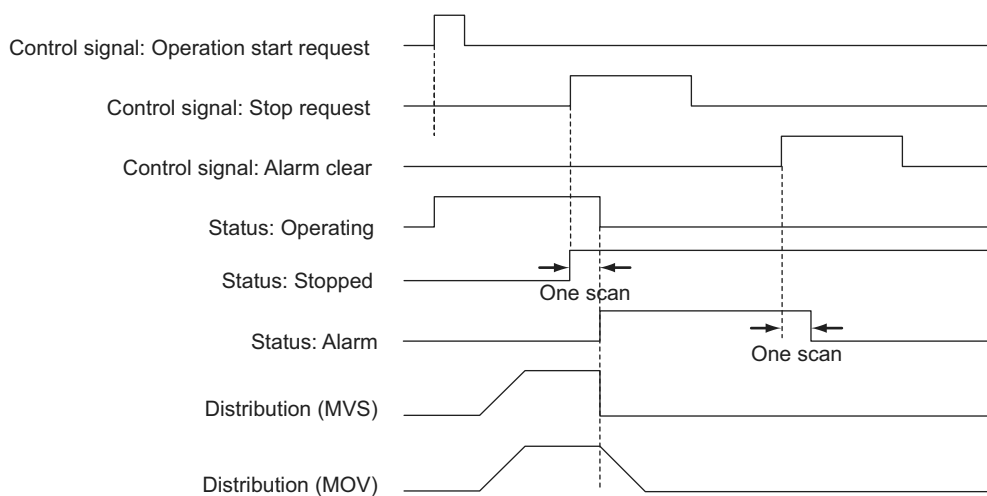 Control signal: Operation start request
Control signal: Stop request
Control signal: Alarm clear
Status: Operating
Status: Stopped
One scan
Status: Alarm
One scan
Distribution (MVS)
Distribution (MOV)